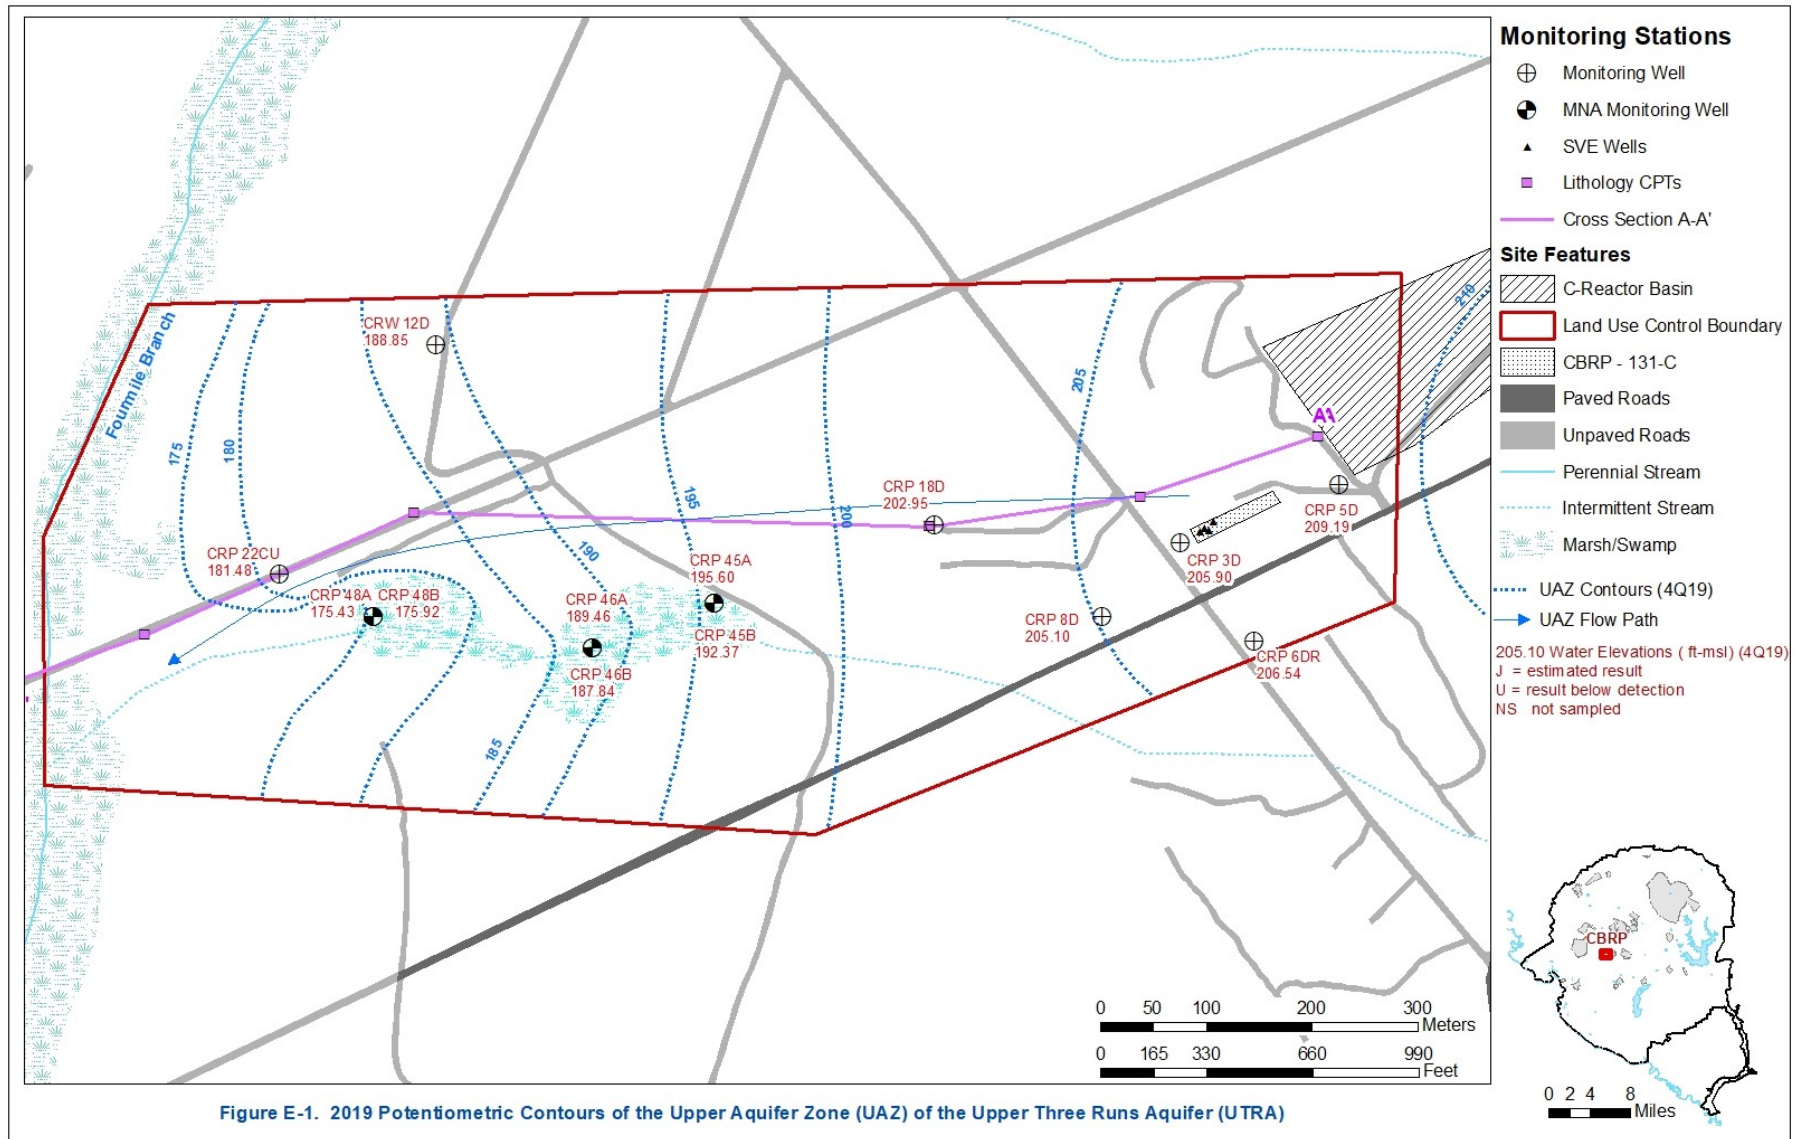 CRW 12D
188.85
Fourmile Branch
175
180
185
190
195
200
205
210
A
CRP 18D
202.95
CRP 5D
209.19
CRP 3D
205.90
CRP 22CU
181.48
CRP 48A CRP 48B
175.43 175.92
CRP 46A
189.46
CRP 46B
187.84
CRP 45A
195.60
CRP 45B
192.37
CRP 8D
205.10
CRP 6DR
206.54
0 50 100 200 300
Meters
0 165 330 660 990
Feet
Monitoring Stations
Monitoring Well
MNA Monitoring Well
SVE Wells
Lithology CPTs
Cross Section A-A'
Site Features
C-Reactor Basin
Land Use Control Boundary
CBRP - 131-C
Paved Roads
Unpaved Roads
Perennial Stream
Intermittent Stream
Marsh/Swamp
UAZ Contours (4Q19)
UAZ Flow Path
205.10 Water Elevations ( ft-msl) (4Q19)
J = estimated result
U = result below detection
NS not sampled
CBRP
0 2 4 8
Miles
Figure E-1. 2019 Potentiometric Contours of the Upper Aquifer Zone (UAZ) of the Upper Three Runs Aquifer (UTRA)